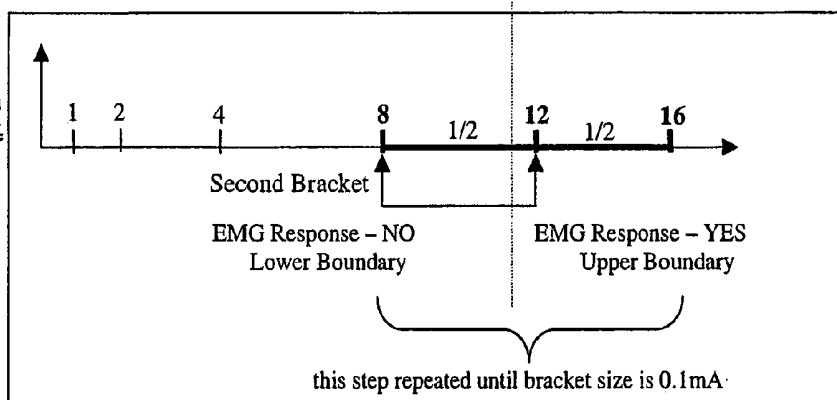 1 2 4 8 1/2 12 1/2 16
Second Bracket
EMG Response – NO
Lower Boundary
EMG Response – YES
Upper Boundary
this step repeated until bracket size is 0.1mA